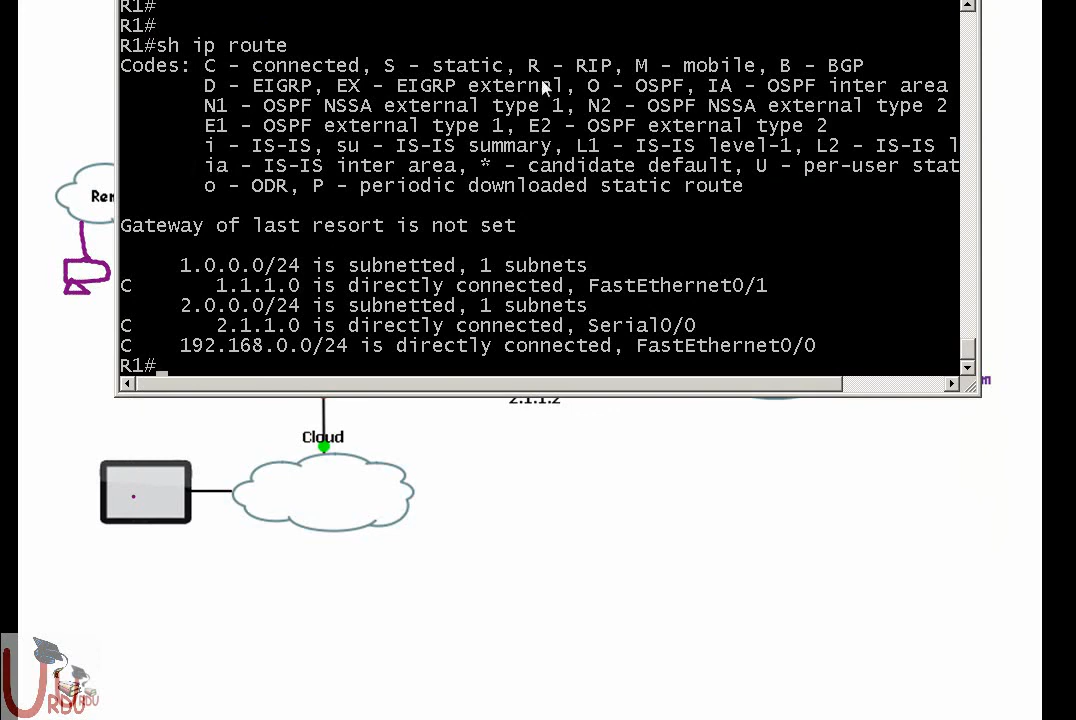 R1#
R1#
R1#sh ip route
Codes: C - connected, S - static, R - RIP, M - mobile, B - BGP
D - EIGRP, EX - EIGRP external, O - OSPF, IA - OSPF inter area
N1 - OSPF NSSA external type 1, N2 - OSPF NSSA external type 2
E1 - OSPF external type 1, E2 - OSPF external type 2
i - IS-IS, su - IS-IS summary, L1 - IS-IS level-1, L2 - IS-IS l
ia - IS-IS inter area, * - candidate default, U - per-user stat
o - ODR, P - periodic downloaded static route
Gateway of last resort is not set
1.0.0.0/24 is subnetted, 1 subnets
C 1.1.1.0 is directly connected, FastEthernet0/1
2.0.0.0/24 is subnetted, 1 subnets
C 2.1.1.0 is directly connected, Serial0/0
C 192.168.0.0/24 is directly connected, FastEthernet0/0
R1#
Rem
m
2.1.1.2
Cloud
URDU